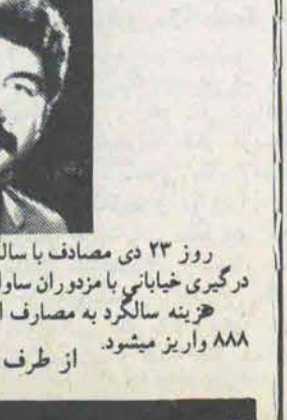 روز ۲۳ دی مصادف با سال
درگیری خیابانی با مزدوران ساوا
هزینه سالگرد به مصارف ا
۸۸۸ واریز میشود.
از طرف